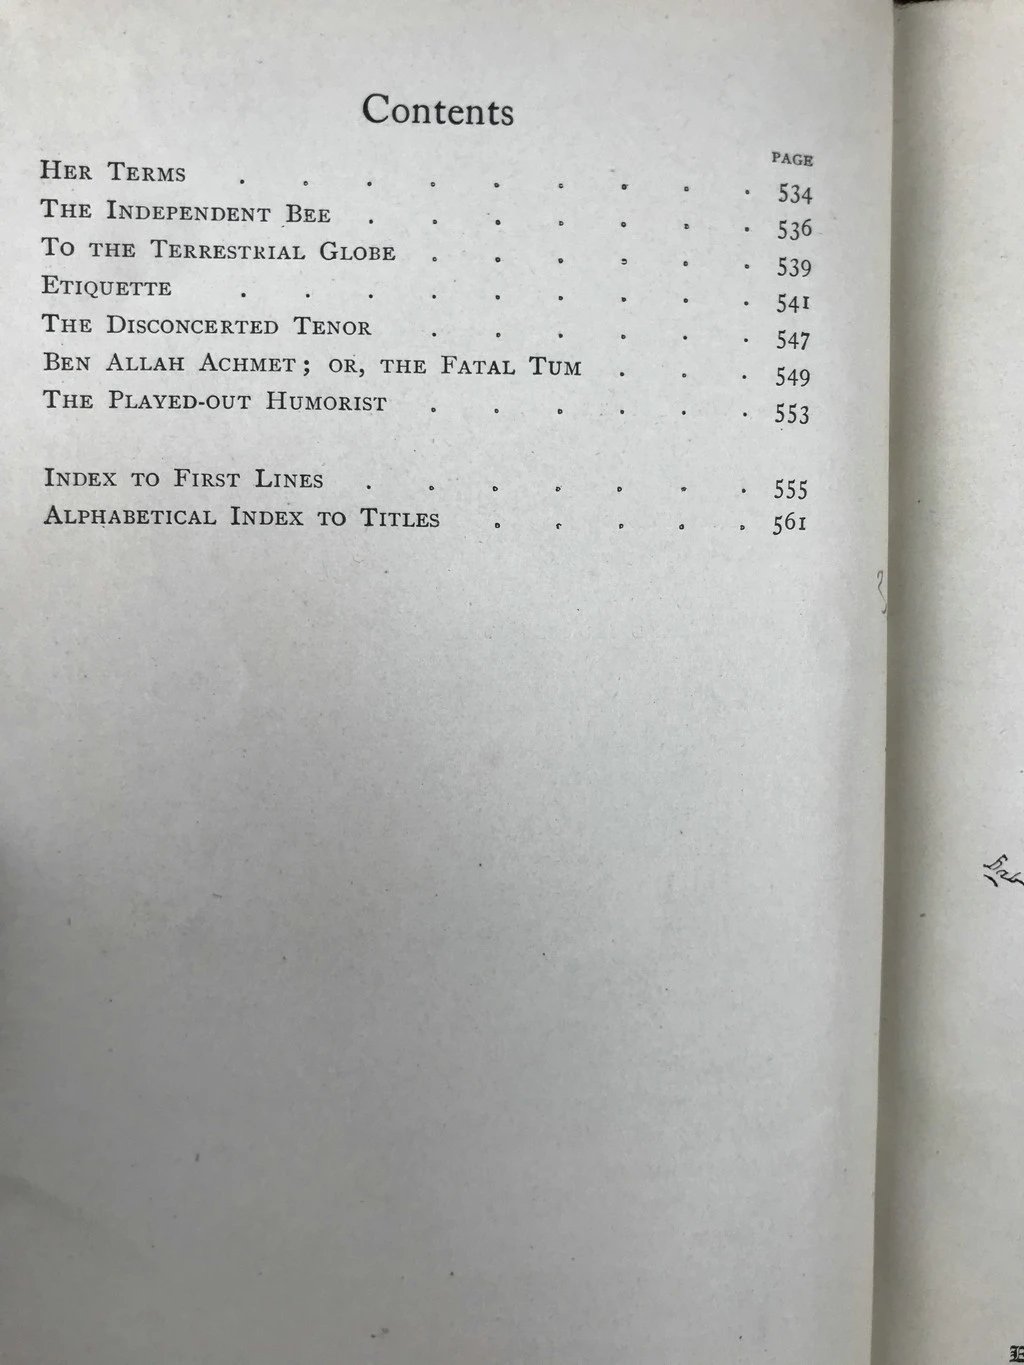 Contents
PAGE
HER TERMS . . . . . . . . . 534
THE INDEPENDENT BEE . . . . . . . 536
TO THE TERRESTRIAL GLOBE . . . . . . 539
ETIQUETTE . . . . . . . . . 541
THE DISCONCERTED TENOR . . . . . . 547
BEN ALLAH ACHMET; OR, THE FATAL TUM . . . 549
THE PLAYED-OUT HUMORIST . . . . . . 553
INDEX TO FIRST LINES . . . . . . . 555
ALPHABETICAL INDEX TO TITLES . . . . . 561